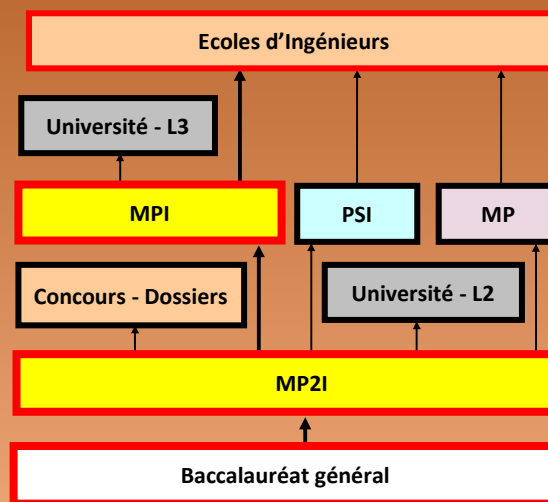 Ecoles d'Ingénieurs
Université - L3
MPI
PSI
MP
Concours - Dossiers
Université - L2
MP2I
Baccalauréat général